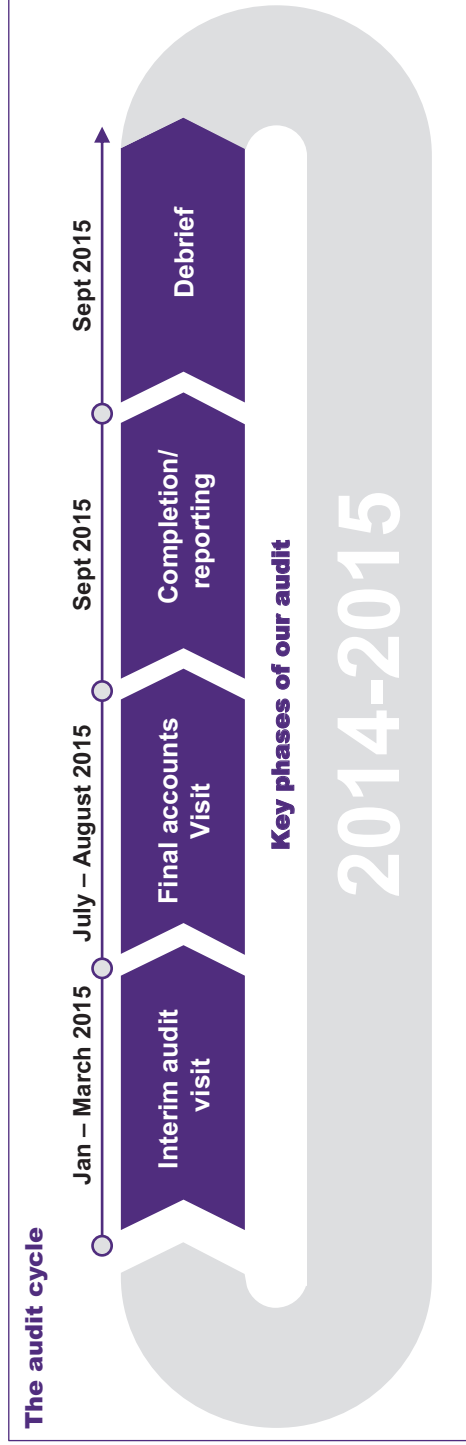 The audit cycle
Jan – March 2015
July – August 2015
Sept 2015
Sept 2015
Interim audit
visit
Final accounts
Visit
Completion/
reporting
Debrief
Key phases of our audit
2014-2015